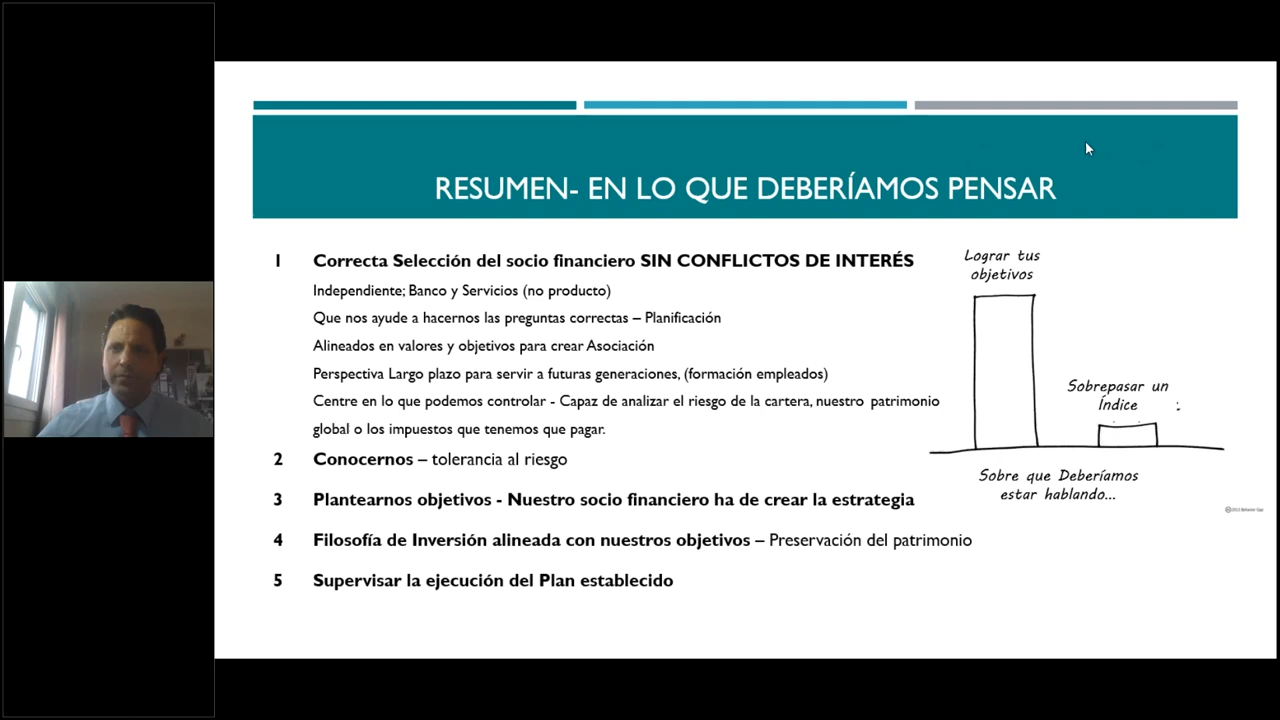 RESUMEN- EN LO QUE DEBERÍAMOS PENSAR
1 Correcta Selección del socio financiero SIN CONFLICTOS DE INTERÉS
Independiente; Banco y Servicios (no producto)
Que nos ayude a hacernos las preguntas correctas – Planificación
Alineados en valores y objetivos para crear Asociación
Perspectiva Largo plazo para servir a futuras generaciones, (formación empleados)
Centre en lo que podemos controlar - Capaz de analizar el riesgo de la cartera, nuestro patrimonio
global o los impuestos que tenemos que pagar.
2 Conocernos – tolerancia al riesgo
3 Plantearnos objetivos - Nuestro socio financiero ha de crear la estrategia
4 Filosofía de Inversión alineada con nuestros objetivos – Preservación del patrimonio
5 Supervisar la ejecución del Plan establecido
Lograr tus
objetivos
Sobrepasar un
Índice
Sobre que Deberíamos
estar hablando...